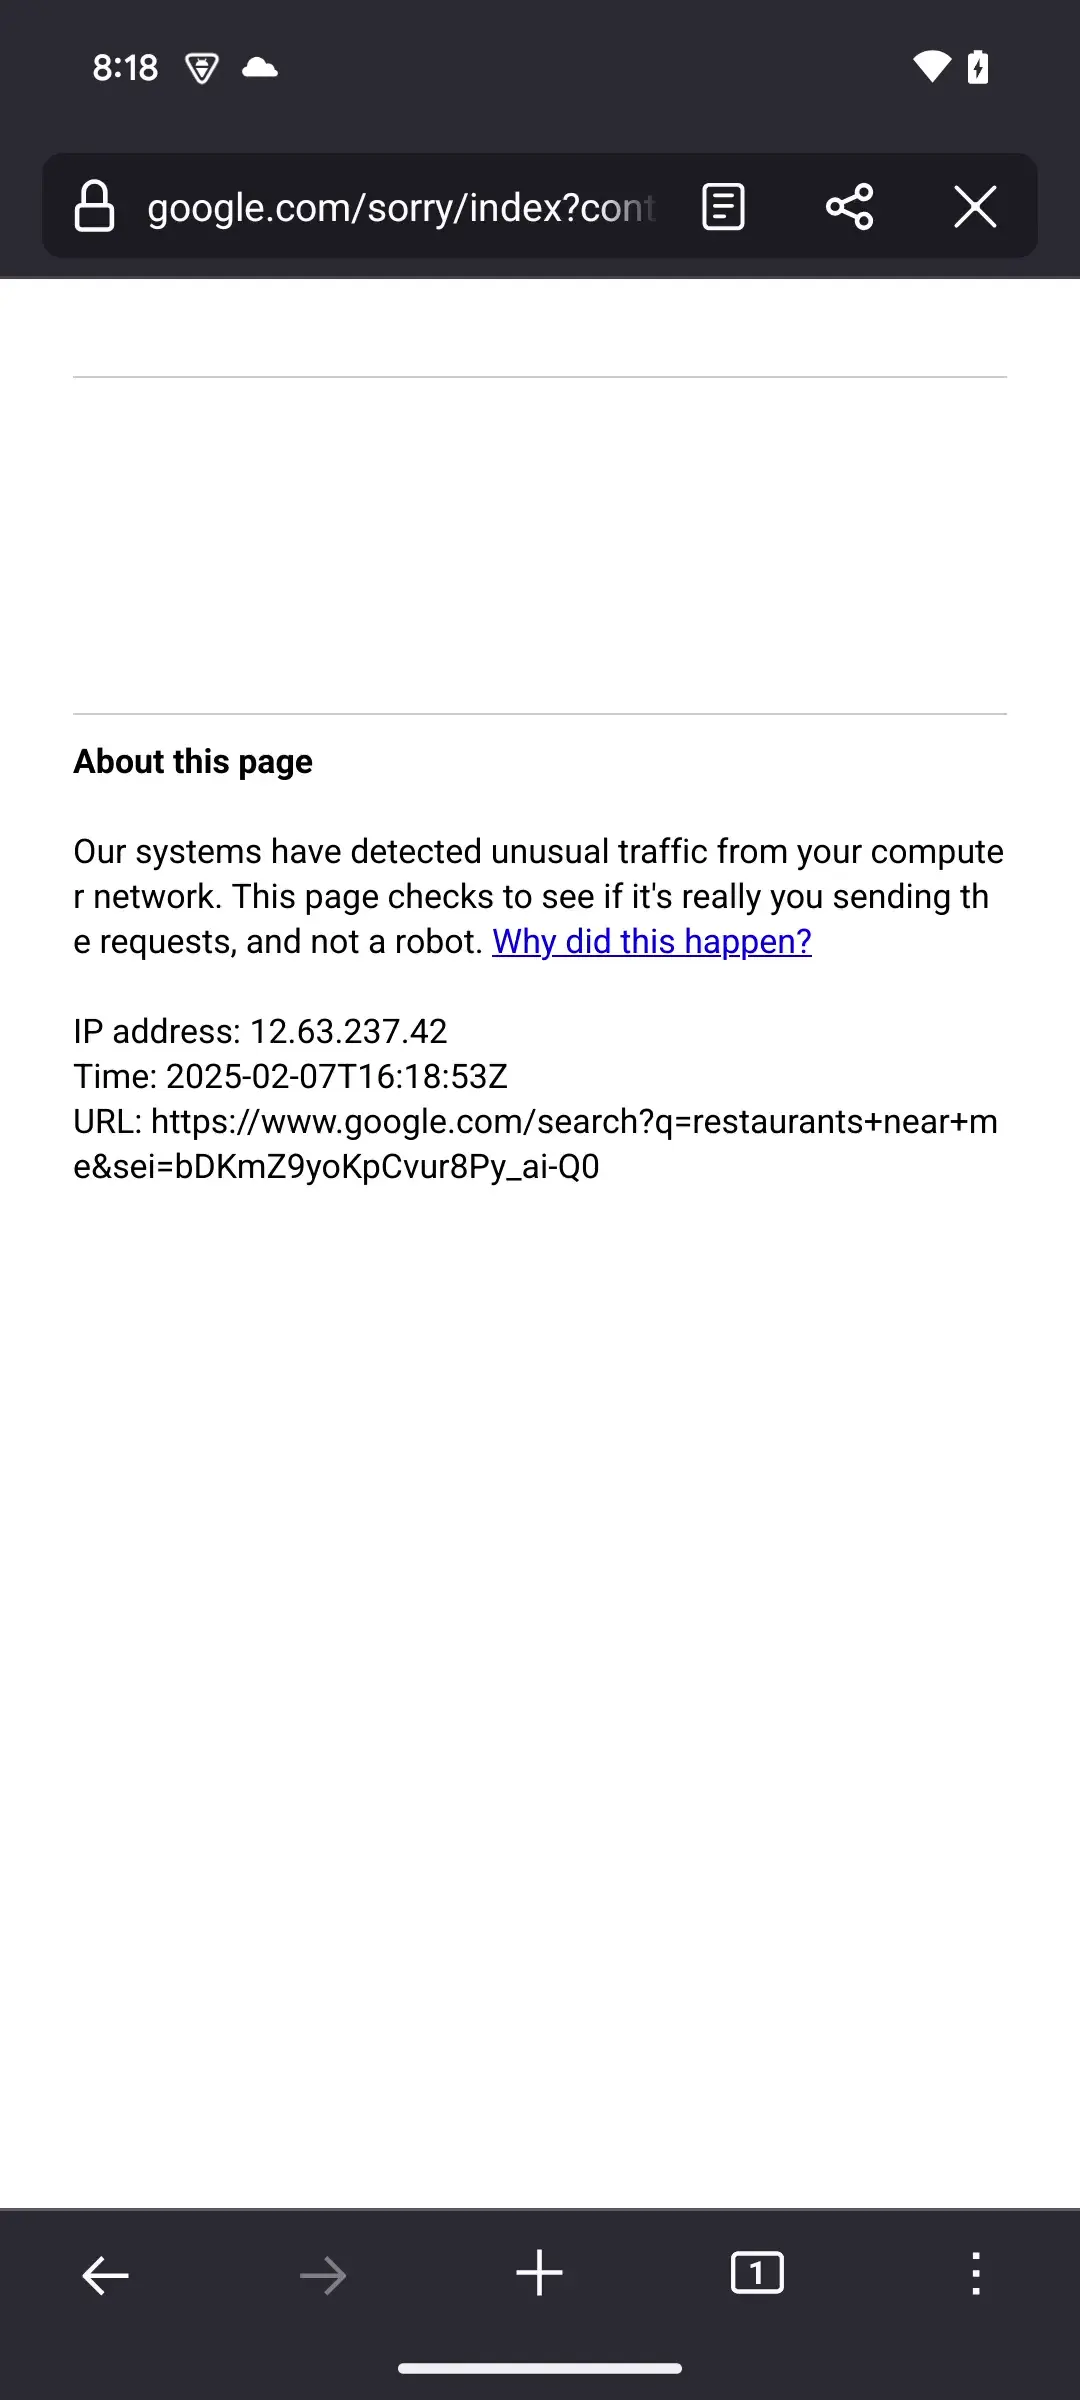 8:18
google.com/sorry/index?cont
About this page
Our systems have detected unusual traffic from your compute
r network. This page checks to see if it's really you sending th
e requests, and not a robot. Why did this happen?
IP address: 12.63.237.42
Time: 2025-02-07T16:18:53Z
URL: https://www.google.com/search?q=restaurants+near+m
e&sei=bDKmZ9yoKpCvur8Py_ai-Q0
1